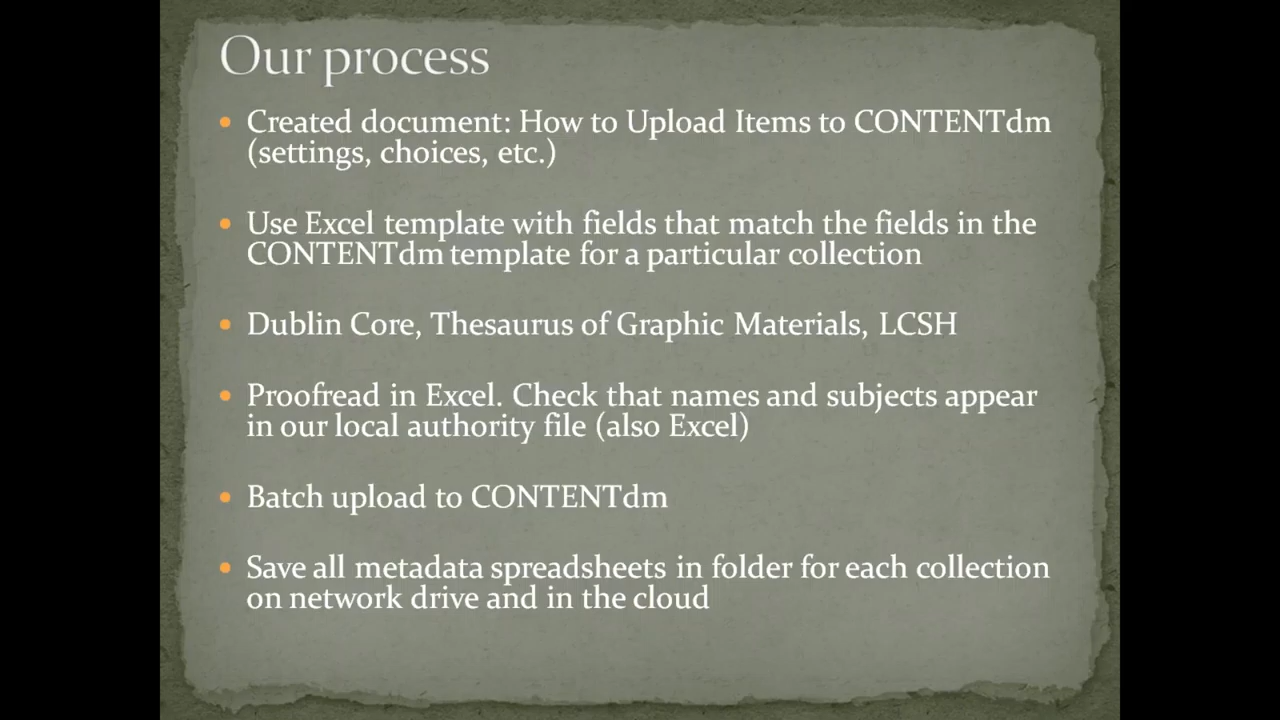 Our process
• Created document: How to Upload Items to CONTENTdm
(settings, choices, etc.)
• Use Excel template with fields that match the fields in the
CONTENTdm template for a particular collection
• Dublin Core, Thesaurus of Graphic Materials, LCSH
• Proofread in Excel. Check that names and subjects appear
in our local authority file (also Excel)
• Batch upload to CONTENTdm
• Save all metadata spreadsheets in folder for each collection
on network drive and in the cloud